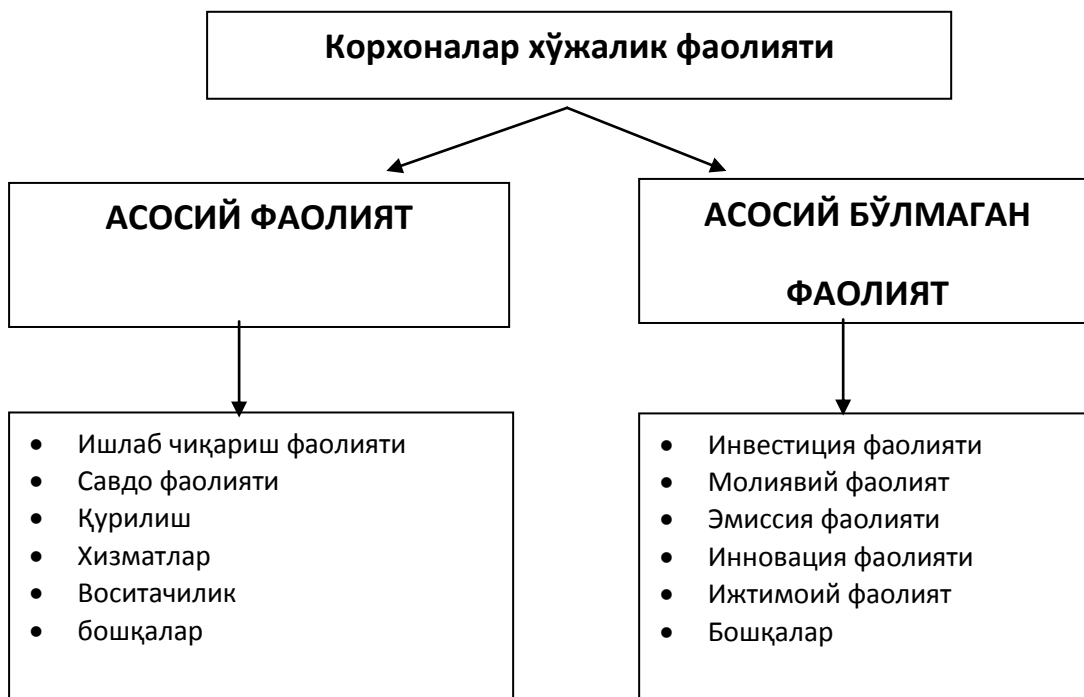 Корхоналар хўжалик фаолияти
АСОСИЙ ФАОЛИЯТ
АСОСИЙ БЎЛМАГАН
ФАОЛИЯТ
• Ишлаб чиқариш фаолияти
• Савдо фаолияти
• Қурилиш
• Хизматлар
• Воситачилик
• бошқалар
• Инвестиция фаолияти
• Молиявий фаолият
• Эмиссия фаолияти
• Инновация фаолияти
• Ижтимоий фаолият
• Бошқалар